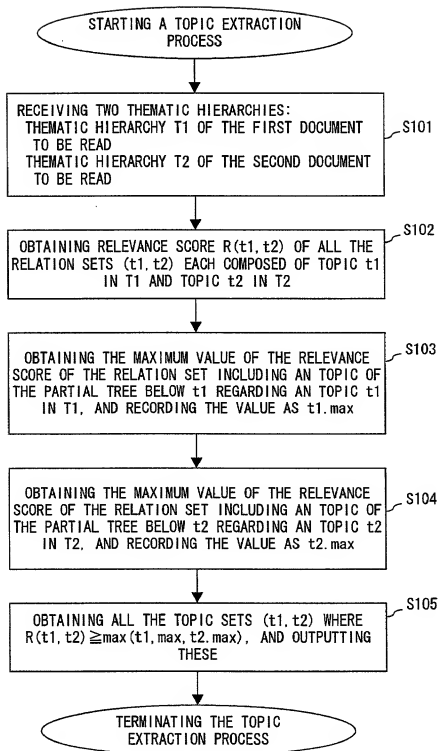 STARTING A TOPIC EXTRACTION
PROCESS
RECEIVING TWO THEMATIC HIERARCHIES:
THEMATIC HIERARCHY T1 OF THE FIRST DOCUMENT
TO BE READ
THEMATIC HIERARCHY T2 OF THE SECOND DOCUMENT
TO BE READ
S101
OBTAINING RELEVANCE SCORE R(t1,t2) OF ALL THE
RELATION SETS (t1,t2) EACH COMPOSED OF TOPIC t1
IN T1 AND TOPIC t2 IN T2
S102
OBTAINING THE MAXIMUM VALUE OF THE RELEVANCE
SCORE OF THE RELATION SET INCLUDING AN TOPIC OF
THE PARTIAL TREE BELOW t1 REGARDING AN TOPIC t1
IN T1, AND RECORDING THE VALUE AS t1.max
S103
OBTAINING THE MAXIMUM VALUE OF THE RELEVANCE
SCORE OF THE RELATION SET INCLUDING AN TOPIC OF
THE PARTIAL TREE BELOW t2 REGARDING AN TOPIC t2
IN T2, AND RECORDING THE VALUE AS t2.max
S104
OBTAINING ALL THE TOPIC SETS (t1,t2) WHERE
R(t1,t2)≧max(t1,max,t2.max), AND OUTPUTTING
THESE
S105
TERMINATING THE TOPIC
EXTRACTION PROCESS